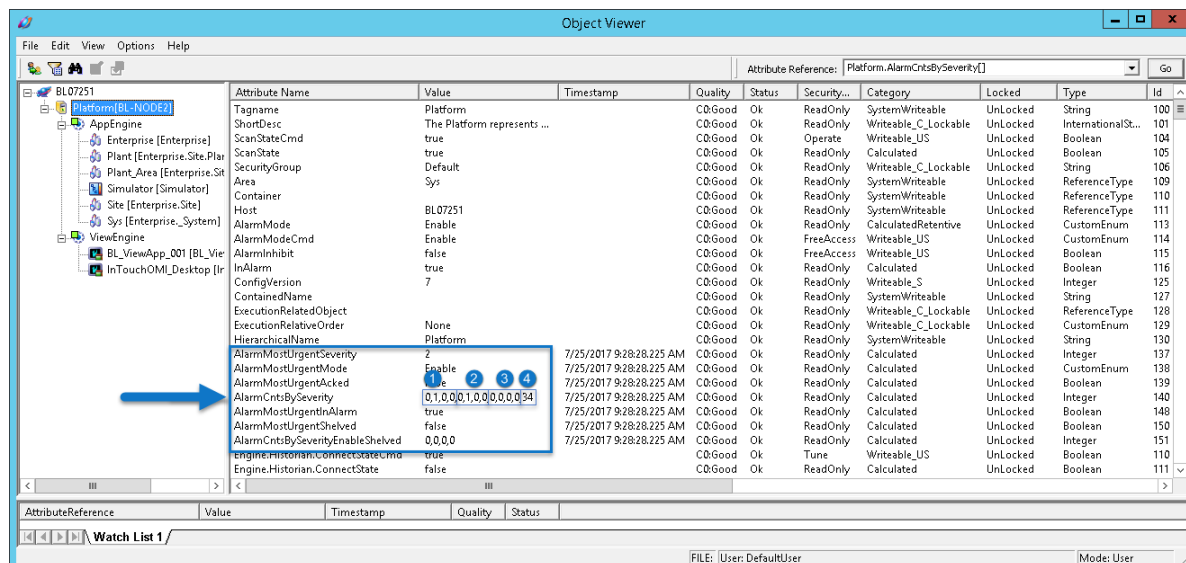 Object Viewer
File Edit View Options Help
Attribute Reference: Platform.AlarmCntsBySeverity[] Go
BL07251
Platform[BL-NODE2]
AppEngine
Enterprise [Enterprise]
Plant [Enterprise.Site.Plan
Plant_Area [Enterprise.Sit
Simulator [Simulator]
Site [Enterprise.Site]
Sys [Enterprise._System]
ViewEngine
BL_ViewApp_001 [BL_Vie
InTouchOMI_Desktop [Ir
Attribute Name Value Timestamp Quality Status Security... Category Locked Type Id
Tagname Platform C0:Good Ok ReadOnly SystemWriteable UnLocked String 100
ShortDesc The Platform represents ... C0:Good Ok ReadOnly Writeable_C_Lockable UnLocked InternationalSt... 101
ScanStateCmd true C0:Good Ok Operate Writeable_US UnLocked Boolean 104
ScanState true C0:Good Ok ReadOnly Calculated UnLocked Boolean 105
SecurityGroup Default C0:Good Ok ReadOnly Writeable_C_Lockable UnLocked String 106
Area Sys C0:Good Ok ReadOnly SystemWriteable UnLocked ReferenceType 109
Container C0:Good Ok ReadOnly SystemWriteable UnLocked ReferenceType 110
Host BL07251 C0:Good Ok ReadOnly SystemWriteable UnLocked ReferenceType 111
AlarmMode Enable C0:Good Ok ReadOnly CalculatedRetentive UnLocked CustomEnum 113
AlarmModeCmd Enable C0:Good Ok FreeAccess Writeable_US UnLocked CustomEnum 114
AlarmInhibit false C0:Good Ok FreeAccess Writeable_US UnLocked Boolean 115
InAlarm true C0:Good Ok ReadOnly Calculated UnLocked Boolean 116
ConfigVersion 7 C0:Good Ok ReadOnly Writeable_S UnLocked Integer 125
ContainedName C0:Good Ok ReadOnly SystemWriteable UnLocked String 127
ExecutionRelatedObject C0:Good Ok ReadOnly Writeable_C_Lockable UnLocked ReferenceType 128
ExecutionRelativeOrder None C0:Good Ok ReadOnly Writeable_C_Lockable UnLocked CustomEnum 129
HierarchicalName Platform C0:Good Ok ReadOnly SystemWriteable UnLocked String 130
AlarmMostUrgentSeverity 2 7/25/2017 9:28:28.225 AM C0:Good Ok ReadOnly Calculated UnLocked Integer 137
AlarmMostUrgentMode Enable 7/25/2017 9:28:28.225 AM C0:Good Ok ReadOnly Calculated UnLocked CustomEnum 138
1 2 3 4
AlarmMostUrgentAcked 7/25/2017 9:28:28.225 AM C0:Good Ok ReadOnly Calculated UnLocked Boolean 139
AlarmCntsBySeverity 0,1,0,0,0,1,0,0,0,0,0,0,34 7/25/2017 9:28:28.225 AM C0:Good Ok ReadOnly Calculated UnLocked Integer 140
AlarmMostUrgentInAlarm true 7/25/2017 9:28:28.225 AM C0:Good Ok ReadOnly Calculated UnLocked Boolean 148
AlarmMostUrgentShelved false 7/25/2017 9:28:28.225 AM C0:Good Ok ReadOnly Calculated UnLocked Boolean 150
AlarmCntsBySeverityEnableShelved 0,0,0,0 7/25/2017 9:28:28.225 AM C0:Good Ok ReadOnly Calculated UnLocked Integer 151
Engine.Historian.ConnectStateCmd true C0:Good Ok Tune Writeable_US UnLocked Boolean 110
Engine.Historian.ConnectState false C0:Good Ok ReadOnly Calculated UnLocked Boolean 111
AttributeReference Value Timestamp Quality Status
Watch List 1
FILE: User: DefaultUser Mode: User